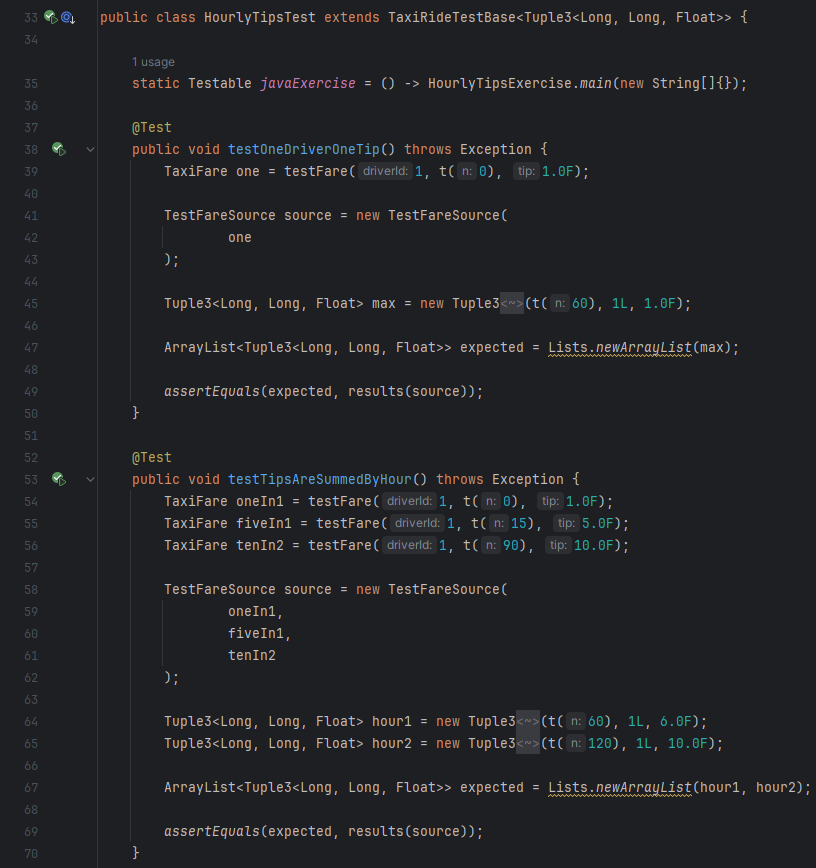 33 public class HourlyTipsTest extends TaxiRideTestBase<Tuple3<Long, Long, Float>> {
34
1 usage
35 static Testable javaExercise = () -> HourlyTipsExercise.main(new String[]{});
36
37 @Test
38 public void testOneDriverOneTip() throws Exception {
39 TaxiFare one = testFare( driverId: 1, t( n: 0), tip: 1.0F);
40
41 TestFareSource source = new TestFareSource(
42 one
43 );
44
45 Tuple3<Long, Long, Float> max = new Tuple3<~>(t( n: 60), 1L, 1.0F);
46
47 ArrayList<Tuple3<Long, Long, Float>> expected = Lists.newArrayList(max);
48
49 assertEquals(expected, results(source));
50 }
51
52 @Test
53 public void testTipsAreSummedByHour() throws Exception {
54 TaxiFare oneIn1 = testFare( driverId: 1, t( n: 0), tip: 1.0F);
55 TaxiFare fiveIn1 = testFare( driverId: 1, t( n: 15), tip: 5.0F);
56 TaxiFare tenIn2 = testFare( driverId: 1, t( n: 90), tip: 10.0F);
57
58 TestFareSource source = new TestFareSource(
59 oneIn1,
60 fiveIn1,
61 tenIn2
62 );
63
64 Tuple3<Long, Long, Float> hour1 = new Tuple3<~>(t( n: 60), 1L, 6.0F);
65 Tuple3<Long, Long, Float> hour2 = new Tuple3<~>(t( n: 120), 1L, 10.0F);
66
67 ArrayList<Tuple3<Long, Long, Float>> expected = Lists.newArrayList(hour1, hour2);
68
69 assertEquals(expected, results(source));
70 }